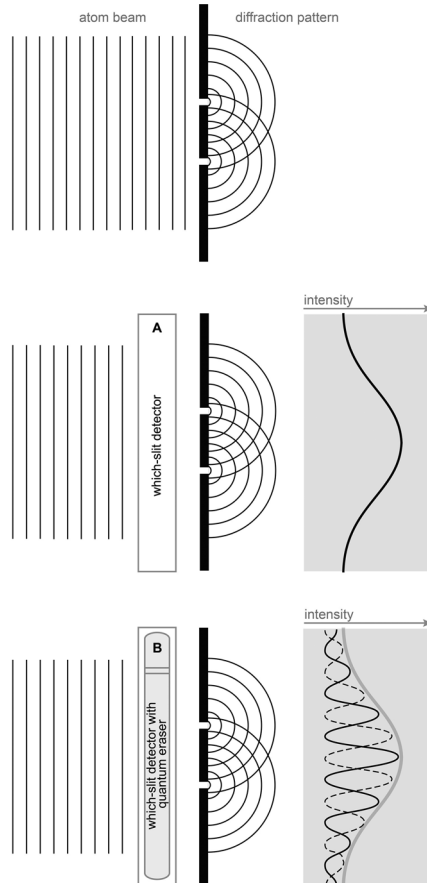 atom beam
diffraction pattern
intensity
A
which-slit detector
intensity
B
which-slit detector with
quantum eraser